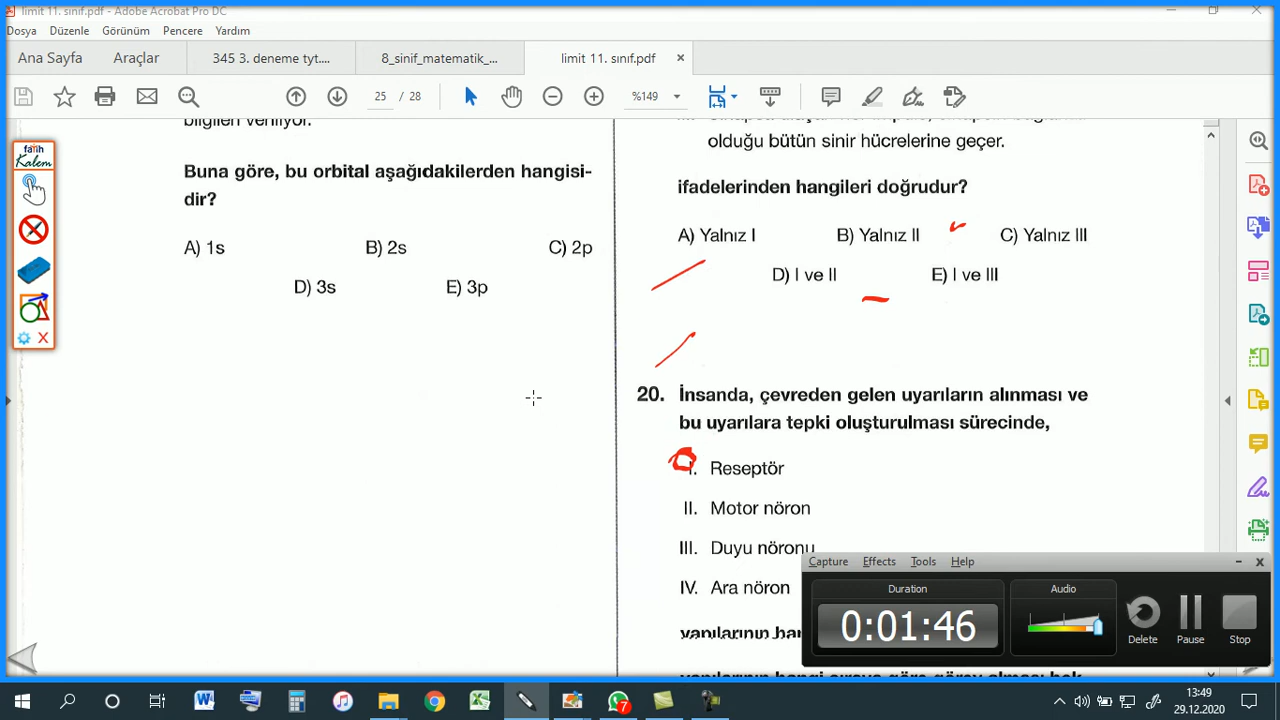 limit 11. sınıf.pdf - Adobe Acrobat Pro DC
Dosya Düzenle Görünüm Pencere Yardım
Ana Sayfa Araçlar 345 3. deneme tyt.... 8_sinif_matematik_... limit 11. sınıf.pdf ×
25 / 28 %149
fatih
Kalem
bilgileri veriliyor.
Buna göre, bu orbital aşağıdakilerden hangisi-
dir?
A) 1s B) 2s C) 2p
D) 3s E) 3p
olduğu bütün sinir hücrelerine geçer.
ifadelerinden hangileri doğrudur?
A) Yalnız I B) Yalnız II C) Yalnız III
D) I ve II E) I ve III
20. İnsanda, çevreden gelen uyarıların alınması ve
bu uyarılara tepki oluşturulması sürecinde,
I. Reseptör
II. Motor nöron
III. Duyu nöronu
IV. Ara nöron
Capture Effects Tools Help
Duration Audio
0:01:46
Delete Pause Stop
7
13:49
29.12.2020